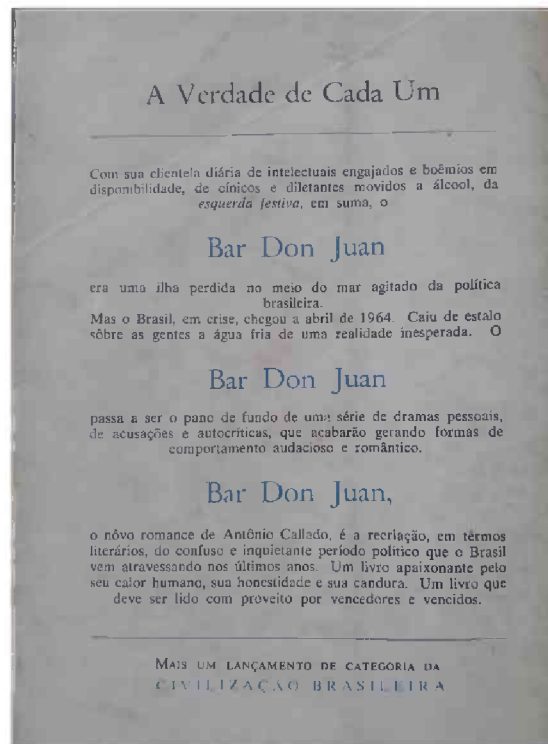 A Verdade de Cada Um
Com sua clientela diária de intelectuais engajados e boêmios em
disponibilidade, de cínicos e diletantes movidos a álcool, da
esquerda festiva, em suma, o
Bar Don Juan
era uma ilha perdida no meio do mar agitado da política
brasileira.
Mas o Brasil, em crise, chegou a abril de 1964. Caiu de estalo
sôbre as gentes a água fria de uma realidade inesperada. O
Bar Don Juan
passa a ser o pano de fundo de uma série de dramas pessoais,
de acusações e autocríticas, que acabarão gerando formas de
comportamento audacioso e romântico.
Bar Don Juan,
o nôvo romance de Antônio Callado, é a recriação, em têrmos
literários, do confuso e inquietante período político que o Brasil
vem atravessando nos últimos anos. Um livro apaixonante pelo
seu calor humano, sua honestidade e sua candura. Um livro que
deve ser lido com proveito por vencedores e vencidos.
MAIS UM LANÇAMENTO DE CATEGORIA DA
CIVILIZAÇÃO BRASILEIRA